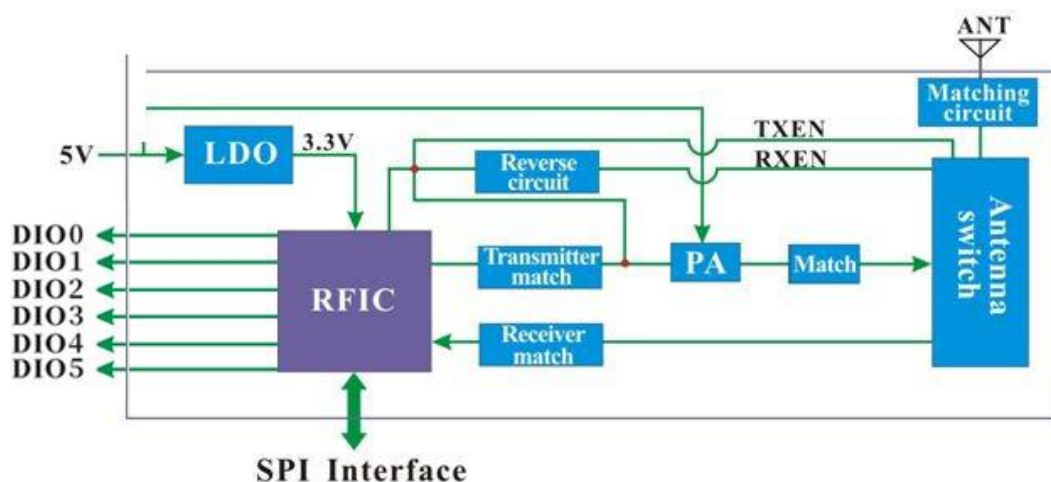 ANT
Matching
circuit
TXEN
5V
LDO
3.3V
Reverse
circuit
RXEN
Antenna
switch
DIO0
DIO1
DIO2
DIO3
DIO4
DIO5
RFIC
Transmitter
match
PA
Match
Receiver
match
SPI Interface